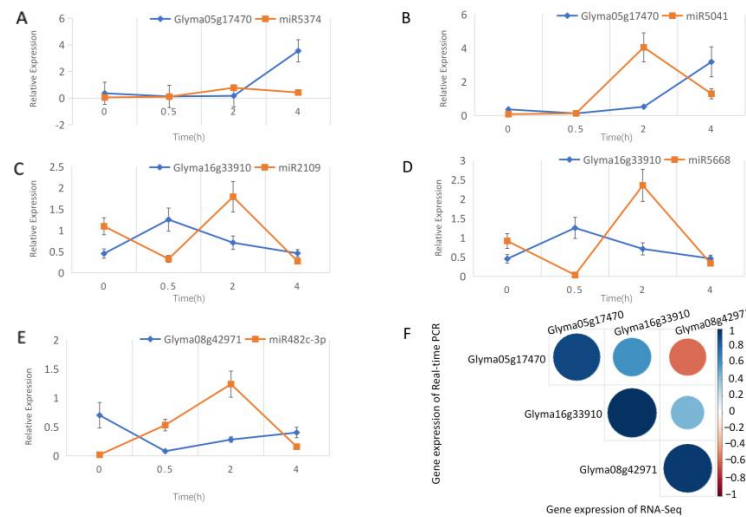 A
Glyma05g17470 miR5374
Relative Expression
6
4
2
0
-2
0 0.5 2 4
Time(h)
B
Glyma05g17470 miR5041
Relative Expression
6
4
2
0
0 0.5 2 4
Time(h)
C
Glyma16g33910 miR2109
Relative Expression
2.5
2
1.5
1
0.5
0
0 0.5 2 4
Time(h)
D
Glyma16g33910 miR5668
Relative Expression
3
2.5
2
1.5
1
0.5
0
0 0.5 2 4
Time(h)
E
Glyma08g42971 miR482c-3p
Relative Expression
2
1.5
1
0.5
0
0 0.5 2 4
Time(h)
F
Gene expression of Real-time PCR
Glyma05g17470
Glyma16g33910
Glyma08g42971
Glyma05g17470
Glyma16g33910
Glyma08g42971
1
0.8
0.6
0.4
0.2
0
−0.2
−0.4
−0.6
−0.8
−1
Gene expression of RNA-Seq